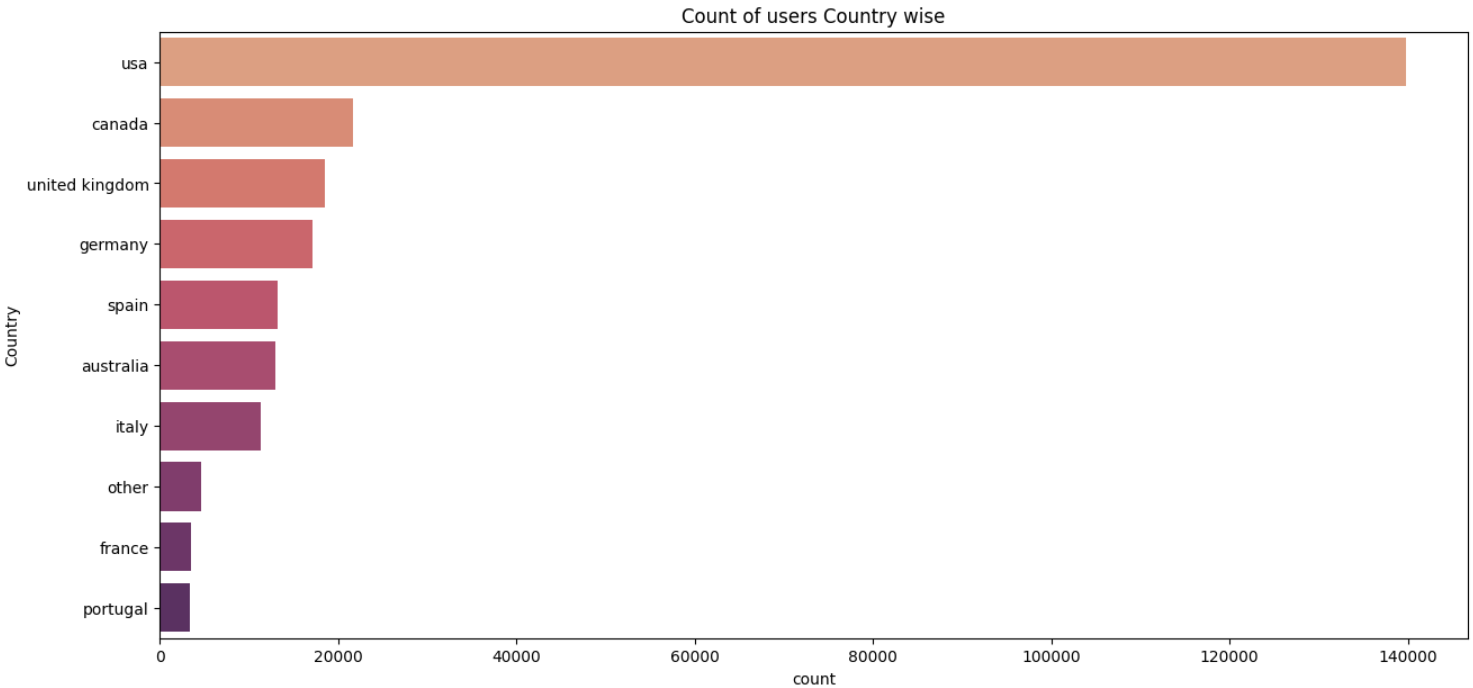 Count of users Country wise
usa
canada
united kingdom
germany
spain
australia
italy
other
france
portugal
Country
0 20000 40000 60000 80000 100000 120000 140000
count